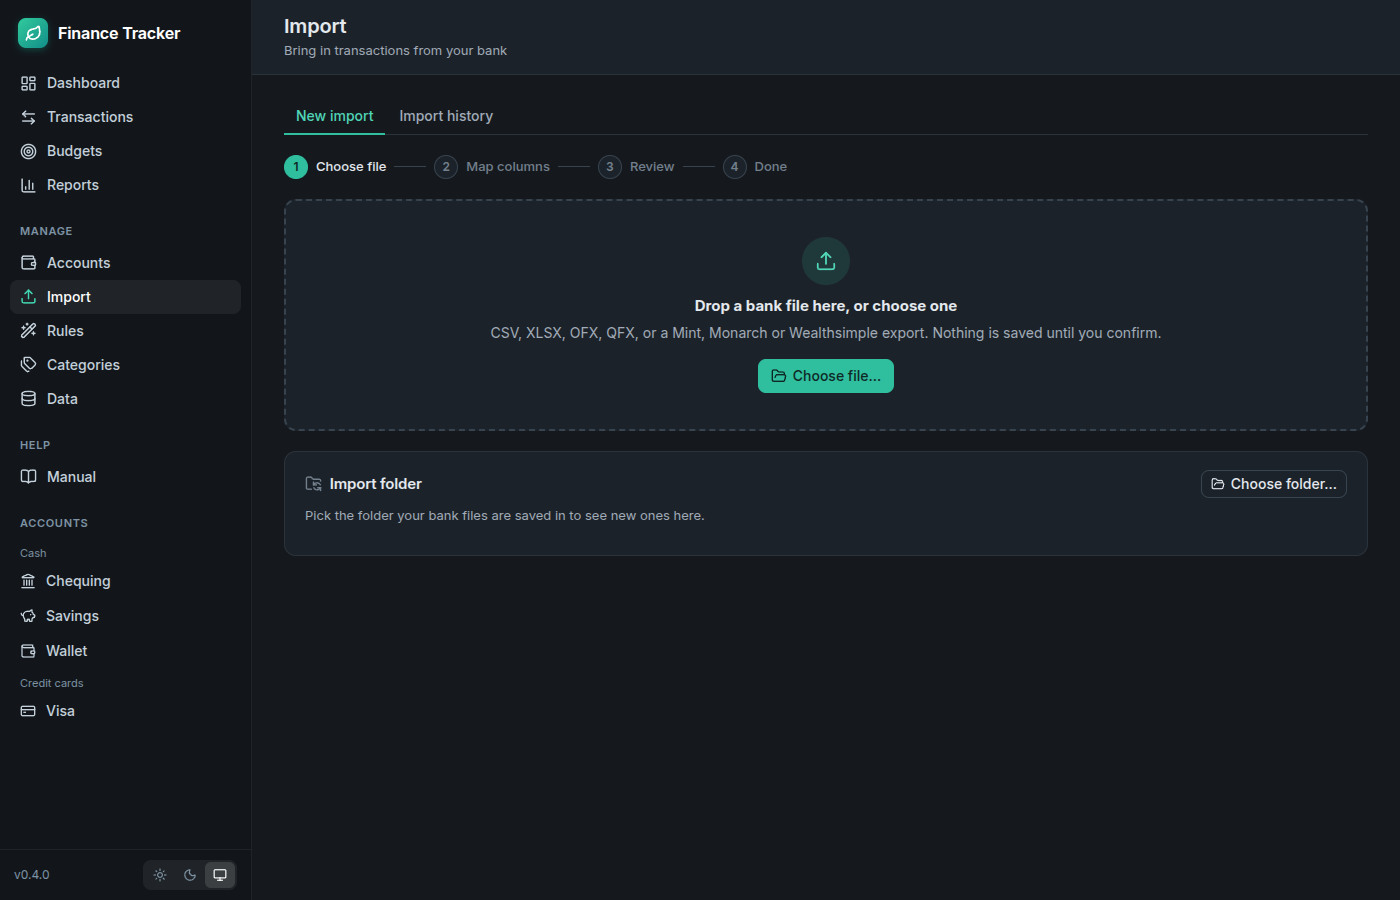 Finance Tracker
Dashboard
Transactions
Budgets
Reports
MANAGE
Accounts
Import
Rules
Categories
Data
HELP
Manual
ACCOUNTS
Cash
Chequing
Savings
Wallet
Credit cards
Visa
v0.4.0
Import
Bring in transactions from your bank
New import Import history
1 Choose file 2 Map columns 3 Review 4 Done
Drop a bank file here, or choose one
CSV, XLSX, OFX, QFX, or a Mint, Monarch or Wealthsimple export. Nothing is saved until you confirm.
Choose file...
Import folder Choose folder...
Pick the folder your bank files are saved in to see new ones here.